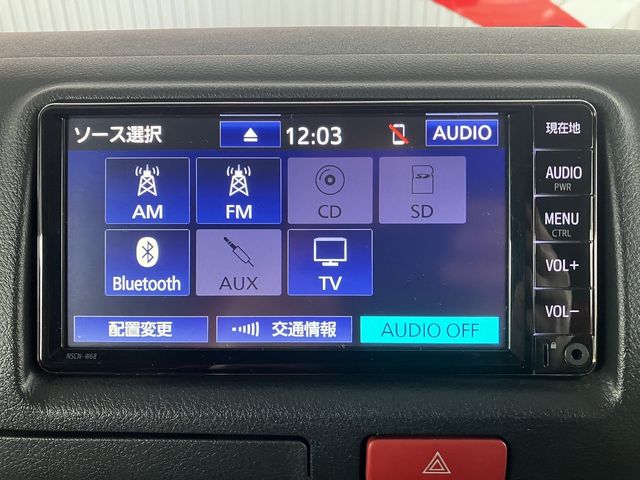 ソース選択 12:03 AUDIO
AM FM CD SD
Bluetooth AUX TV
配置変更 交通情報 AUDIO OFF
NSCN-W68
現在地
AUDIO
PWR
MENU
CTRL
VOL+
VOL-